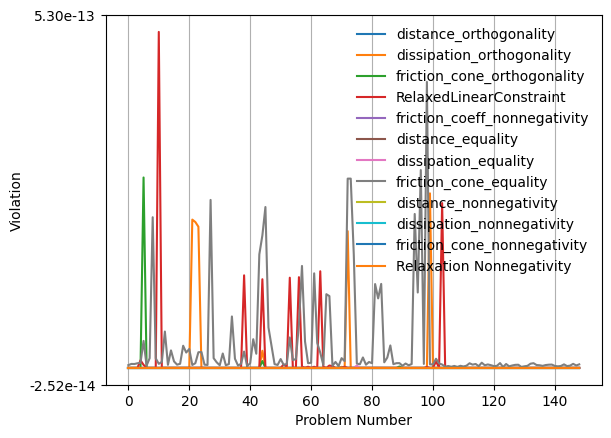 5.30e-13
distance_orthogonality
dissipation_orthogonality
friction_cone_orthogonality
RelaxedLinearConstraint
friction_coeff_nonnegativity
distance_equality
dissipation_equality
friction_cone_equality
distance_nonnegativity
dissipation_nonnegativity
friction_cone_nonnegativity
Relaxation Nonnegativity
Violation
-2.52e-14
0 20 40 60 80 100 120 140
Problem Number